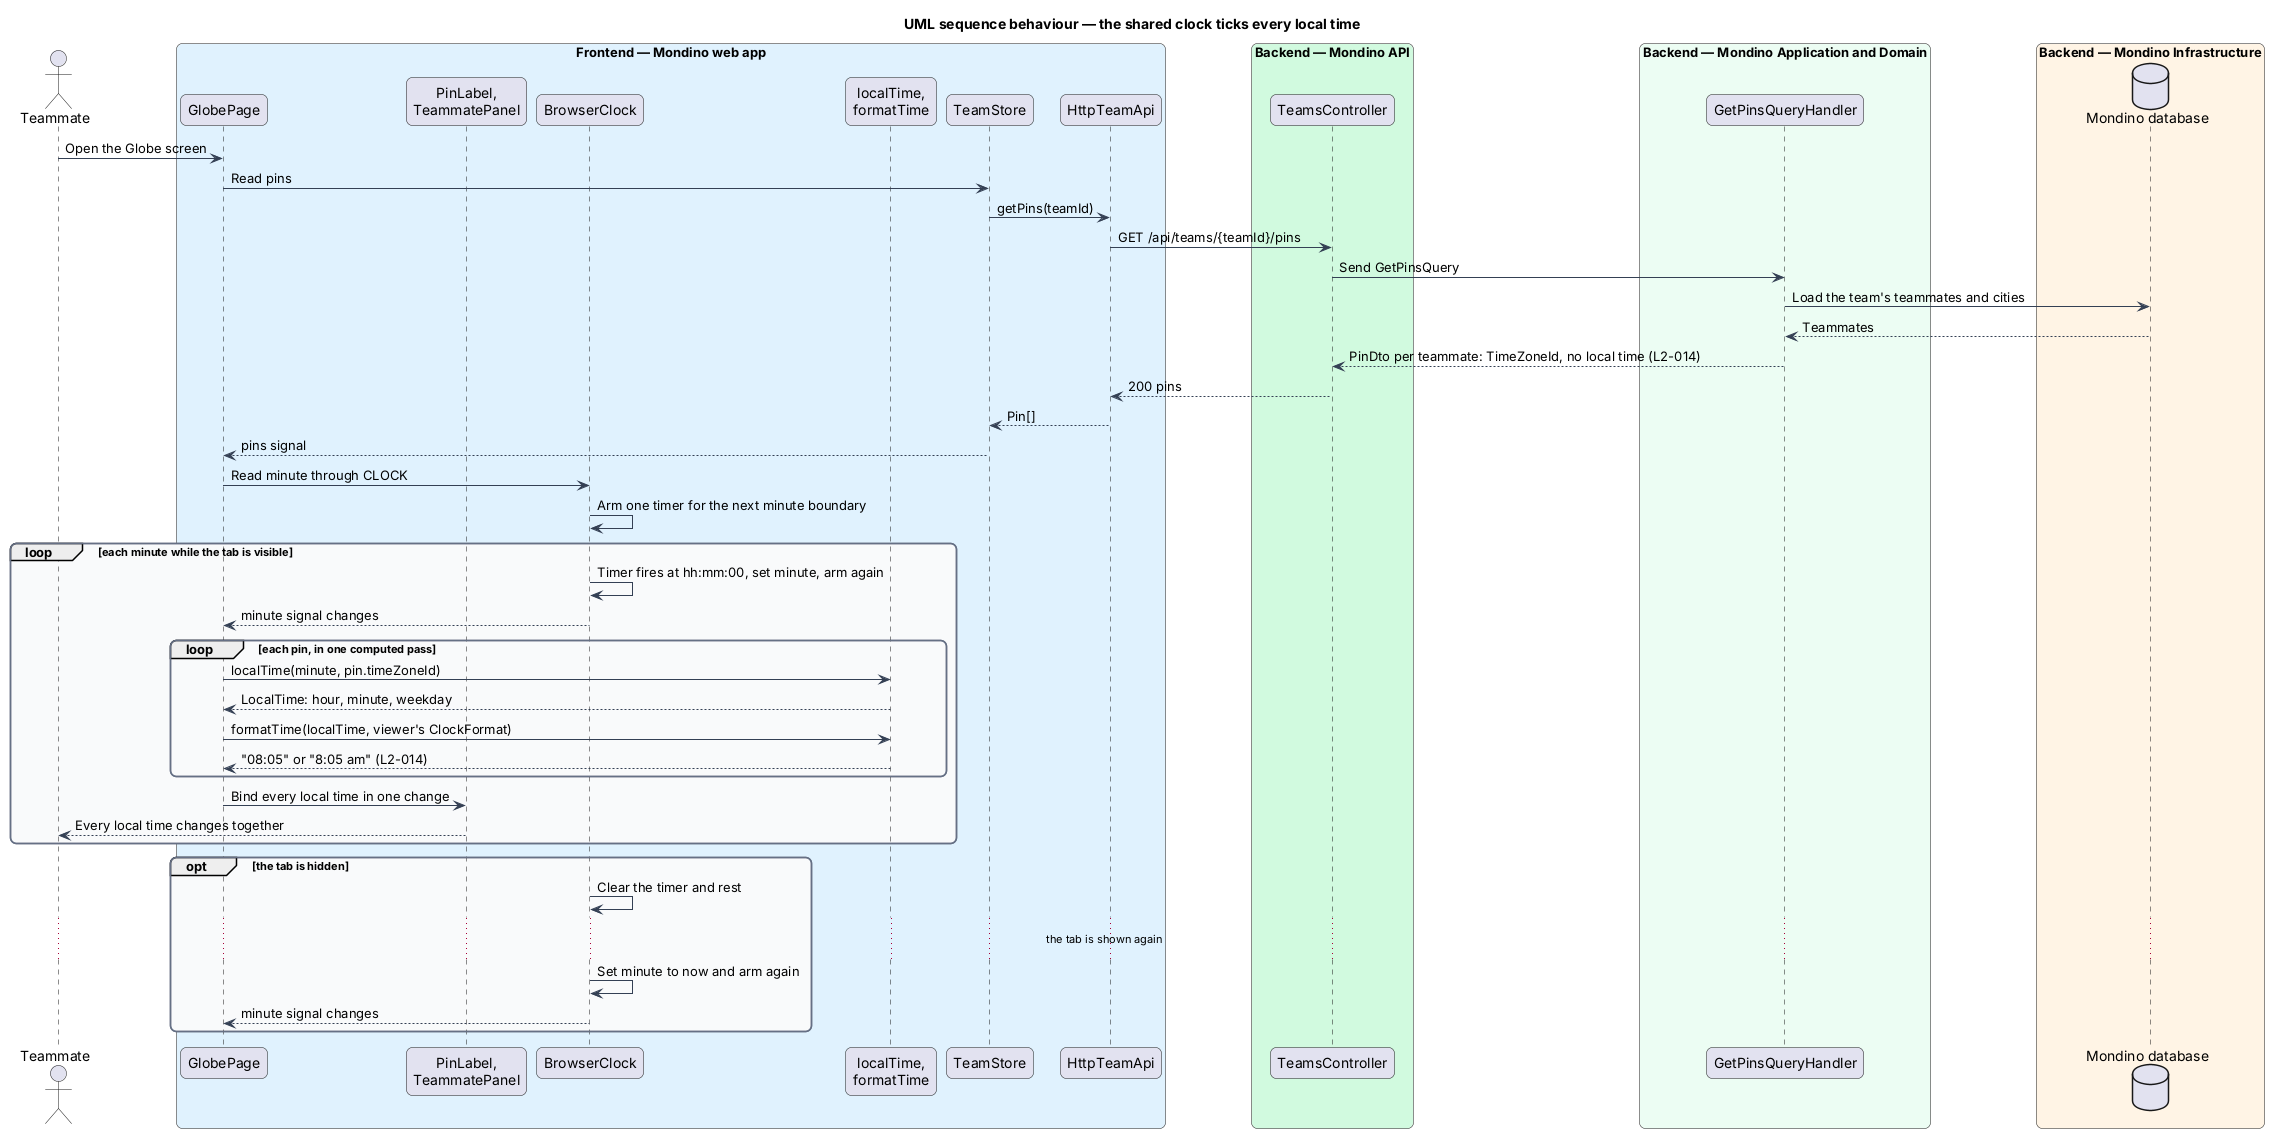 UML sequence behaviour — the shared clock ticks every local time
Frontend — Mondino web app
Backend — Mondino API
Backend — Mondino Application and Domain
Backend — Mondino Infrastructure
Teammate
GlobePage
PinLabel,
TeammatePanel
BrowserClock
localTime,
formatTime
TeamStore
HttpTeamApi
TeamsController
GetPinsQueryHandler
Mondino database
Open the Globe screen
Read pins
getPins(teamId)
GET /api/teams/{teamId}/pins
Send GetPinsQuery
Load the team's teammates and cities
Teammates
PinDto per teammate: TimeZoneId, no local time (L2-014)
200 pins
Pin[]
pins signal
Read minute through CLOCK
Arm one timer for the next minute boundary
loop [each minute while the tab is visible]
Timer fires at hh:mm:00, set minute, arm again
minute signal changes
loop [each pin, in one computed pass]
localTime(minute, pin.timeZoneId)
LocalTime: hour, minute, weekday
formatTime(localTime, viewer's ClockFormat)
"08:05" or "8:05 am" (L2-014)
Bind every local time in one change
Every local time changes together
opt [the tab is hidden]
Clear the timer and rest
the tab is shown again
Set minute to now and arm again
minute signal changes
Teammate
GlobePage
PinLabel,
TeammatePanel
BrowserClock
localTime,
formatTime
TeamStore
HttpTeamApi
TeamsController
GetPinsQueryHandler
Mondino database